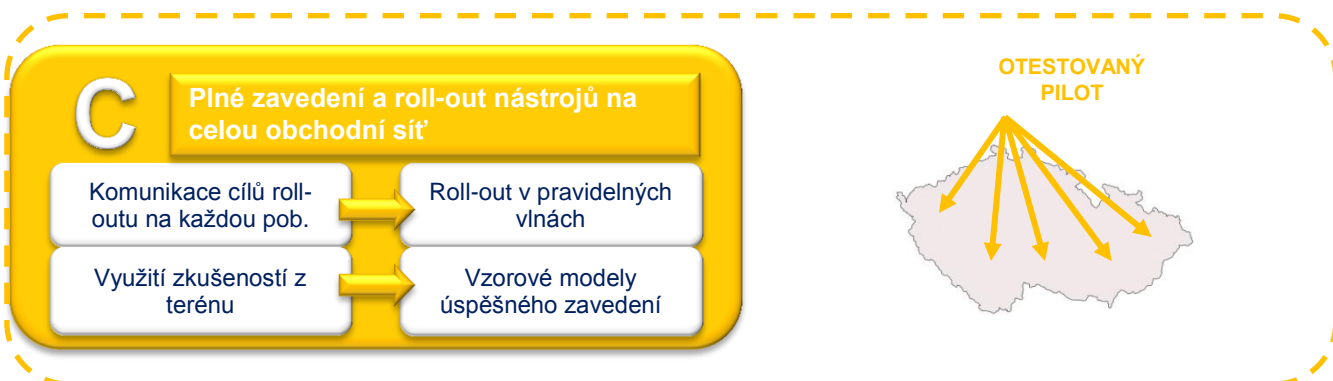 C
Plné zavedení a roll-out nástrojů na
celou obchodní síť
Komunikace cílů roll-
outu na každou pob.
Roll-out v pravidelných
vlnách
Využití zkušeností z
terénu
Vzorové modely
úspěšného zavedení
OTESTOVANÝ
PILOT